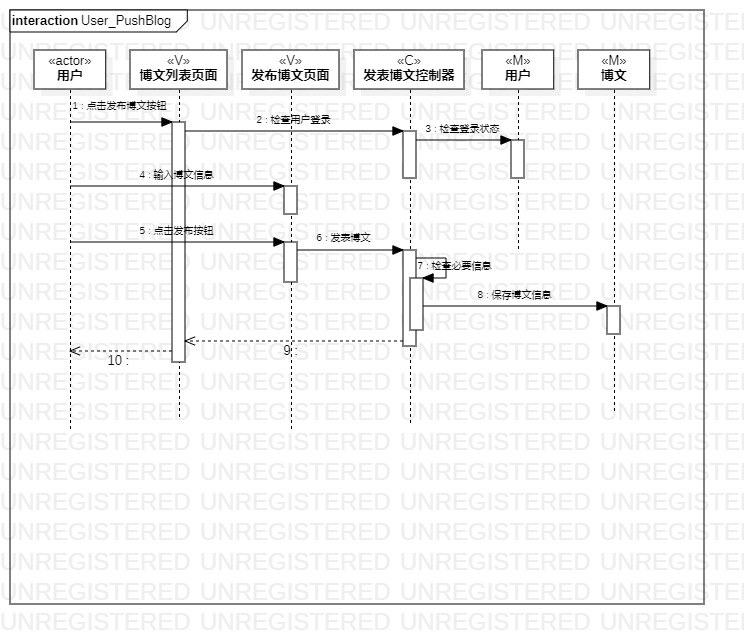 interaction User_PushBlog
«actor» «V» «V» «C» «M» «M»
用户 博文列表页面 发布博文页面 发表博文控制器 用户 博文
1 : 点击发布博文按钮
2 : 检查用户登录
3 : 检查登录状态
4 : 输入博文信息
5 : 点击发布按钮
6 : 发表博文
7 : 检查必要信息
8 : 保存博文信息
9 :
10 :
UNREGISTERED UNREGISTERED UNREGISTERED UNREGISTERED